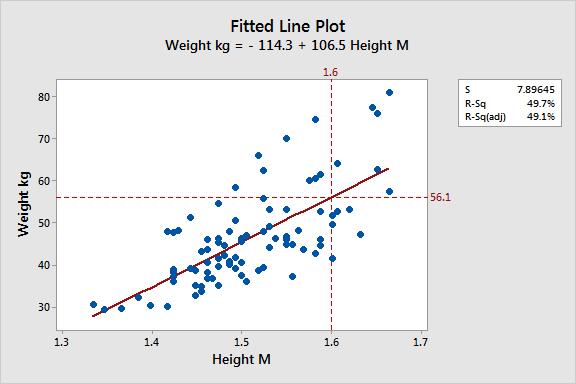 Fitted Line Plot
Weight kg = - 114.3 + 106.5 Height M
1.6
S 7.89645
R-Sq 49.7%
R-Sq(adj) 49.1%
80
70
60
56.1
50
40
30
Weight kg
1.3 1.4 1.5 1.6 1.7
Height M